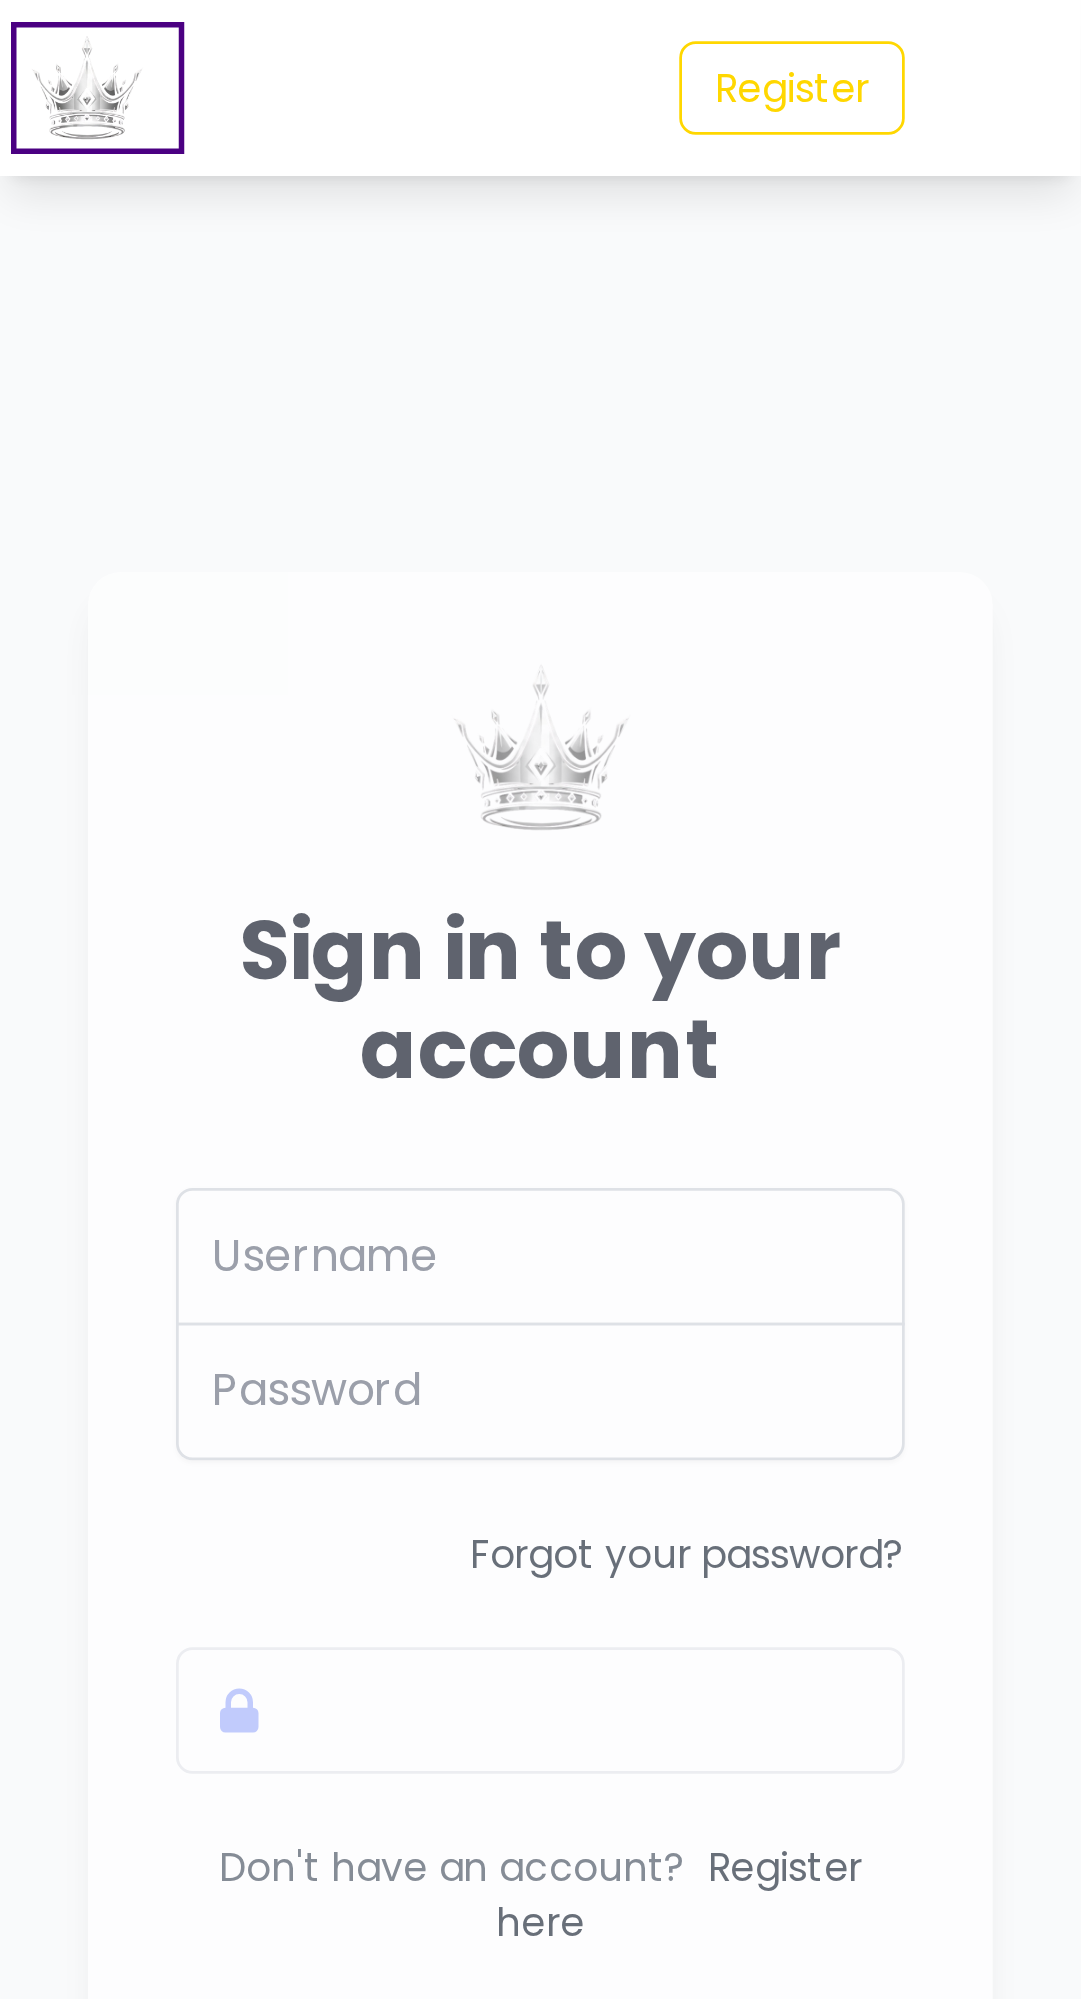 Register
Sign in to your
account
Username
Password
Forgot your password?
Don't have an account? Register
here